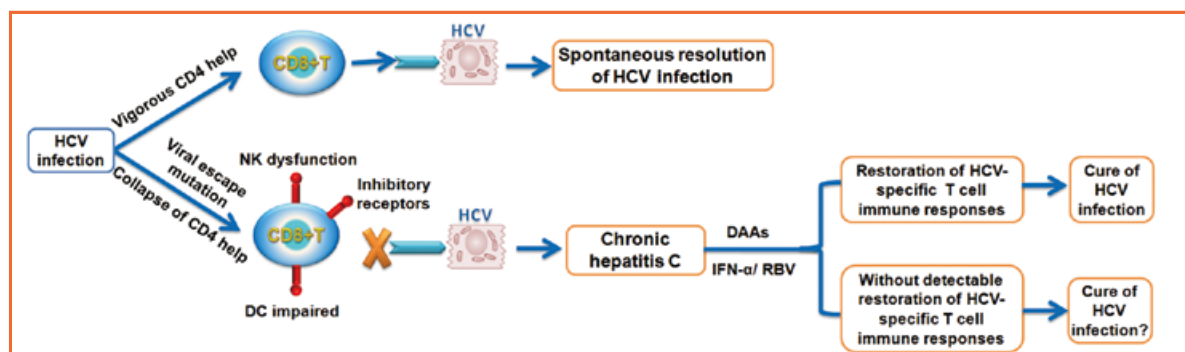 HCV
infection
Vigorous CD4 help
CD8+T
HCV
Spontaneous resolution
of HCV infection
Viral escape
mutation
Collapse of CD4 help
NK dysfunction
Inhibitory
receptors
CD8+T
DC impaired
X
HCV
Chronic
hepatitis C
DAAs
IFN-α/ RBV
Restoration of HCV-
specific T cell
immune responses
Cure of
HCV
infection
Without detectable
restoration of HCV-
specific T cell
immune responses
Cure of
HCV
infection?